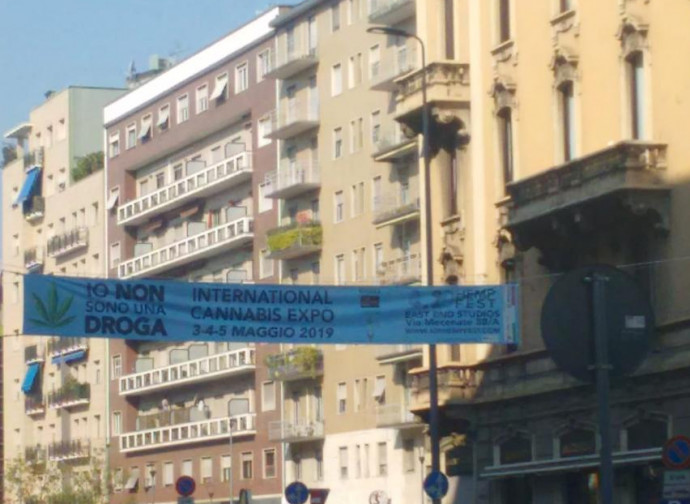 IO NON
SONO UNA
DROGA
INTERNATIONAL
CANNABIS EXPO
3-4-5 MAGGIO 2019
HEMP
FEST
EAST END STUDIOS
Via Mecenate 88/A